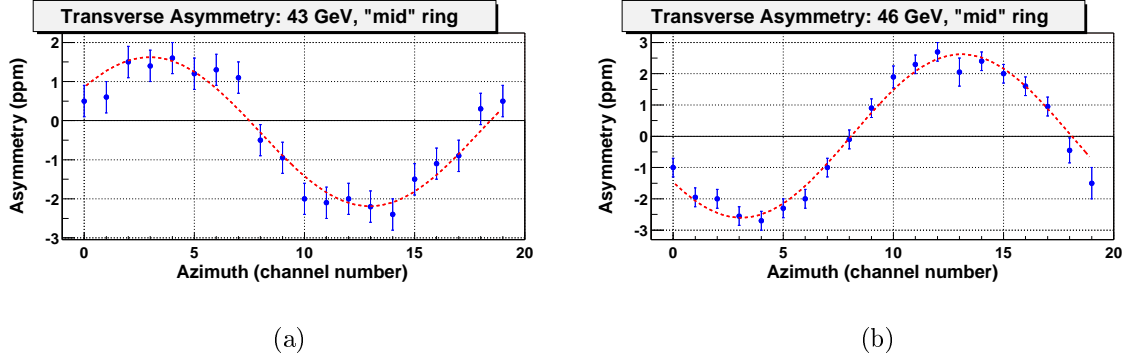 Transverse Asymmetry: 43 GeV, "mid" ring
Asymmetry (ppm)
2
1
0
-1
-2
-3
0 5 10 15 20
Azimuth (channel number)
(a)
Transverse Asymmetry: 46 GeV, "mid" ring
Asymmetry (ppm)
3
2
1
0
-1
-2
-3
0 5 10 15 20
Azimuth (channel number)
(b)